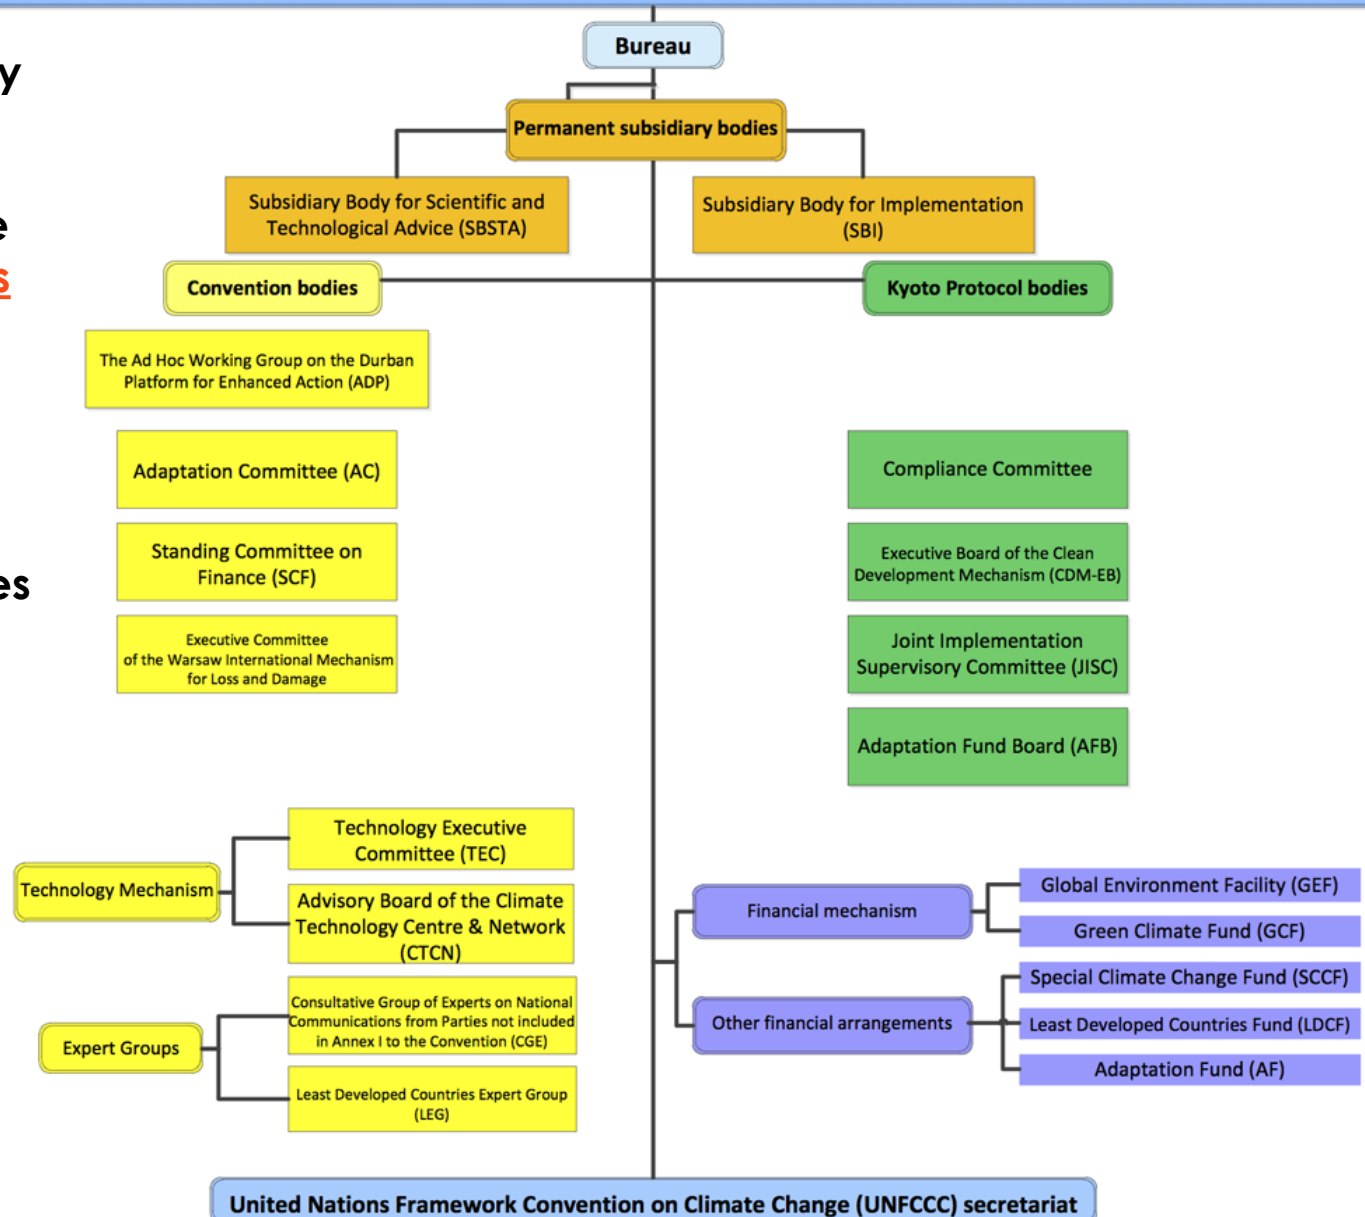 Bureau
Permanent subsidiary bodies
Subsidiary Body for Scientific and
Technological Advice (SBSTA)
Subsidiary Body for Implementation
(SBI)
Convention bodies
Kyoto Protocol bodies
The Ad Hoc Working Group on the Durban
Platform for Enhanced Action (ADP)
Adaptation Committee (AC)
Standing Committee on
Finance (SCF)
Executive Committee
of the Warsaw International Mechanism
for Loss and Damage
Compliance Committee
Executive Board of the Clean
Development Mechanism (CDM-EB)
Joint Implementation
Supervisory Committee (JISC)
Adaptation Fund Board (AFB)
Technology Mechanism
Technology Executive
Committee (TEC)
Advisory Board of the Climate
Technology Centre & Network
(CTCN)
Expert Groups
Consultative Group of Experts on National
Communications from Parties not included
in Annex I to the Convention (CGE)
Least Developed Countries Expert Group
(LEG)
Financial mechanism
Global Environment Facility (GEF)
Green Climate Fund (GCF)
Other financial arrangements
Special Climate Change Fund (SCCF)
Least Developed Countries Fund (LDCF)
Adaptation Fund (AF)
United Nations Framework Convention on Climate Change (UNFCCC) secretariat